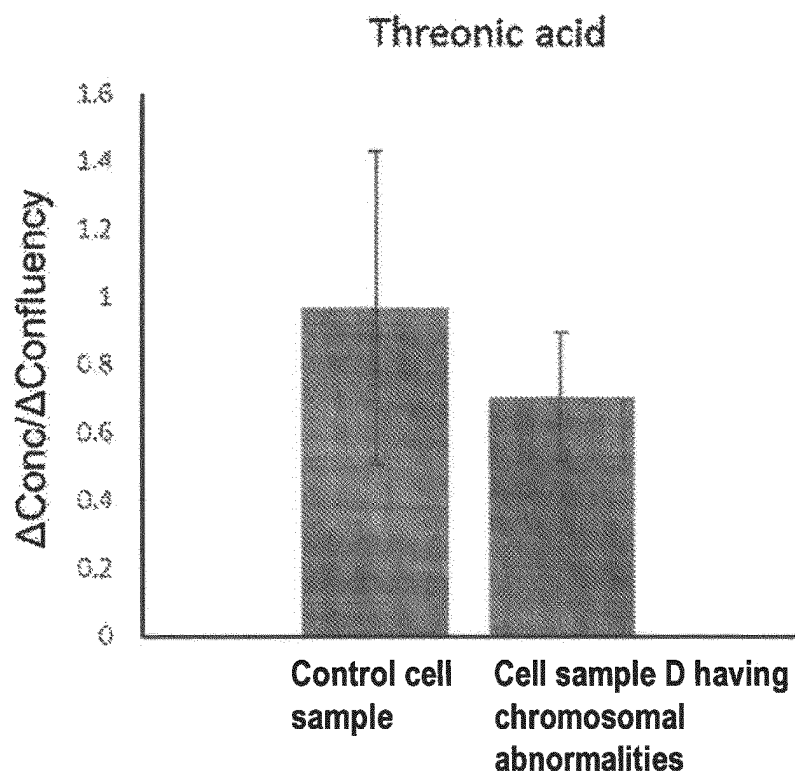 Threonic acid
ΔConc/ΔConfluency
1.6
1.4
1.2
1
0.8
0.6
0.4
0.2
0
Control cell
sample
Cell sample D having
chromosomal
abnormalities